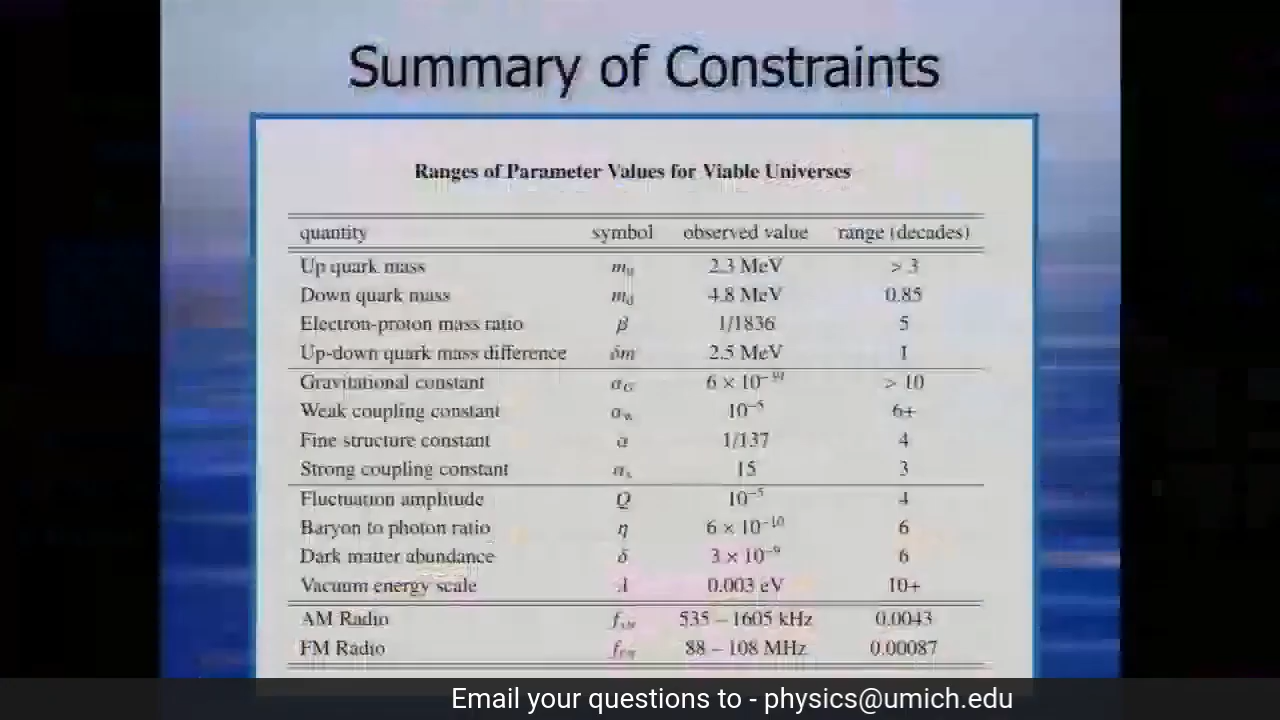 Summary of Constraints
Ranges of Parameter Values for Viable Universes
quantity symbol observed value range (decades)
Up quark mass m_u 2.3 MeV > 3
Down quark mass m_d 4.8 MeV 0.85
Electron-proton mass ratio β 1/1836 5
Up-down quark mass difference δm 2.5 MeV 1
Gravitational constant α_G 6 × 10 > 10
Weak coupling constant α_w 10⁻⁵ 6+
Fine structure constant α 1/137 4
Strong coupling constant α_s 15 3
Fluctuation amplitude Q 10⁻⁵ 4
Baryon to photon ratio η 6 × 10⁻¹⁰ 6
Dark matter abundance δ 3 × 10⁻⁹ 6
Vacuum energy scale 0.003 eV 10+
AM Radio 535 – 1605 kHz 0.0043
FM Radio 88 – 108 MHz 0.00087
Email your questions to - physics@umich.edu